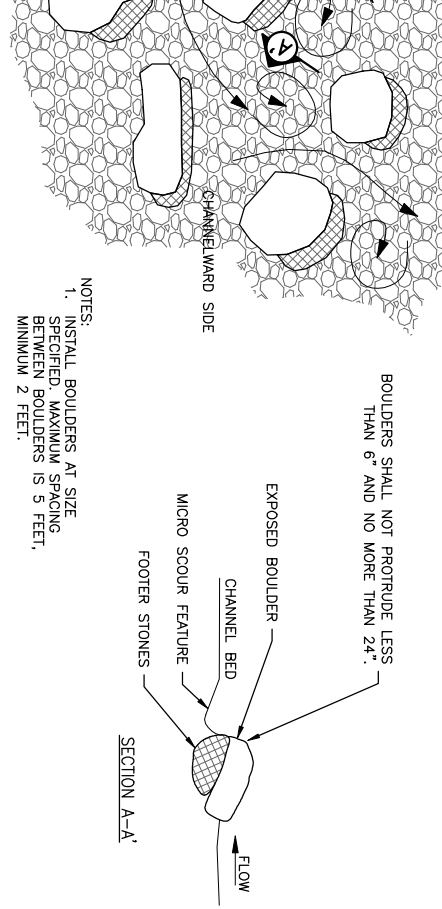 A'
CHANNELWARD SIDE
NOTES:
1. INSTALL BOULDERS AT SIZE
SPECIFIED. MAXIMUM SPACING
BETWEEN BOULDERS IS 5 FEET,
MINIMUM 2 FEET.
BOULDERS SHALL NOT PROTRUDE LESS
THAN 6" AND NO MORE THAN 24".
EXPOSED BOULDER
CHANNEL BED
MICRO SCOUR FEATURE
FOOTER STONES
FLOW
SECTION A-A'